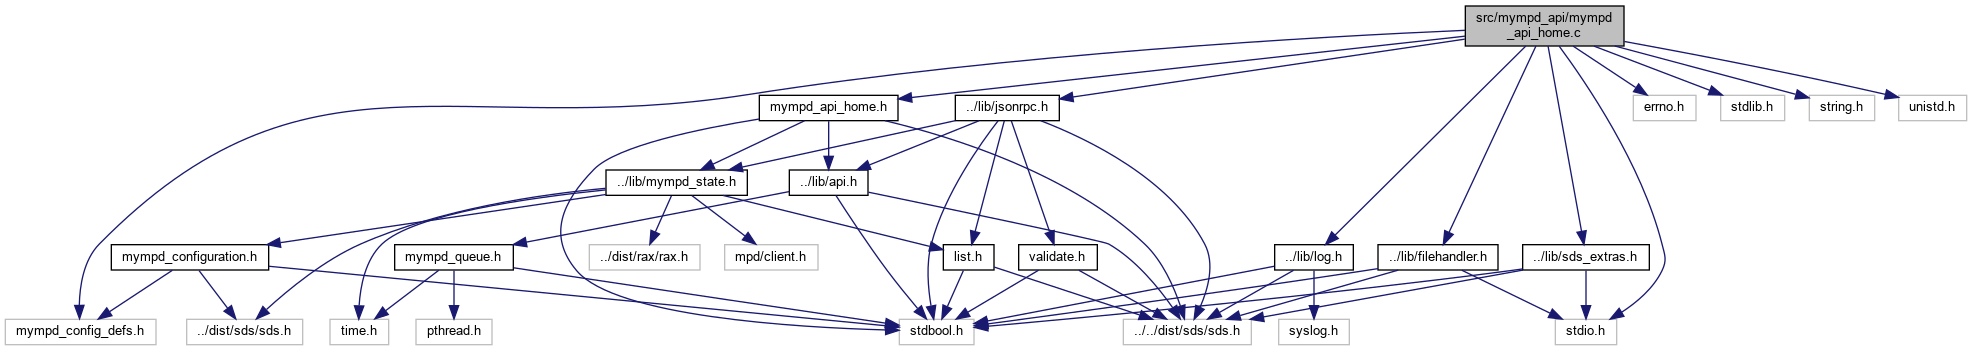 src/mympd_api/mympd
_api_home.c
mympd_api_home.h
../lib/jsonrpc.h
errno.h
stdlib.h
string.h
unistd.h
../lib/mympd_state.h
../lib/api.h
mympd_configuration.h
mympd_queue.h
../dist/rax/rax.h
mpd/client.h
list.h
validate.h
../lib/log.h
../lib/filehandler.h
../lib/sds_extras.h
mympd_config_defs.h
../dist/sds/sds.h
time.h
pthread.h
stdbool.h
../../dist/sds/sds.h
syslog.h
stdio.h